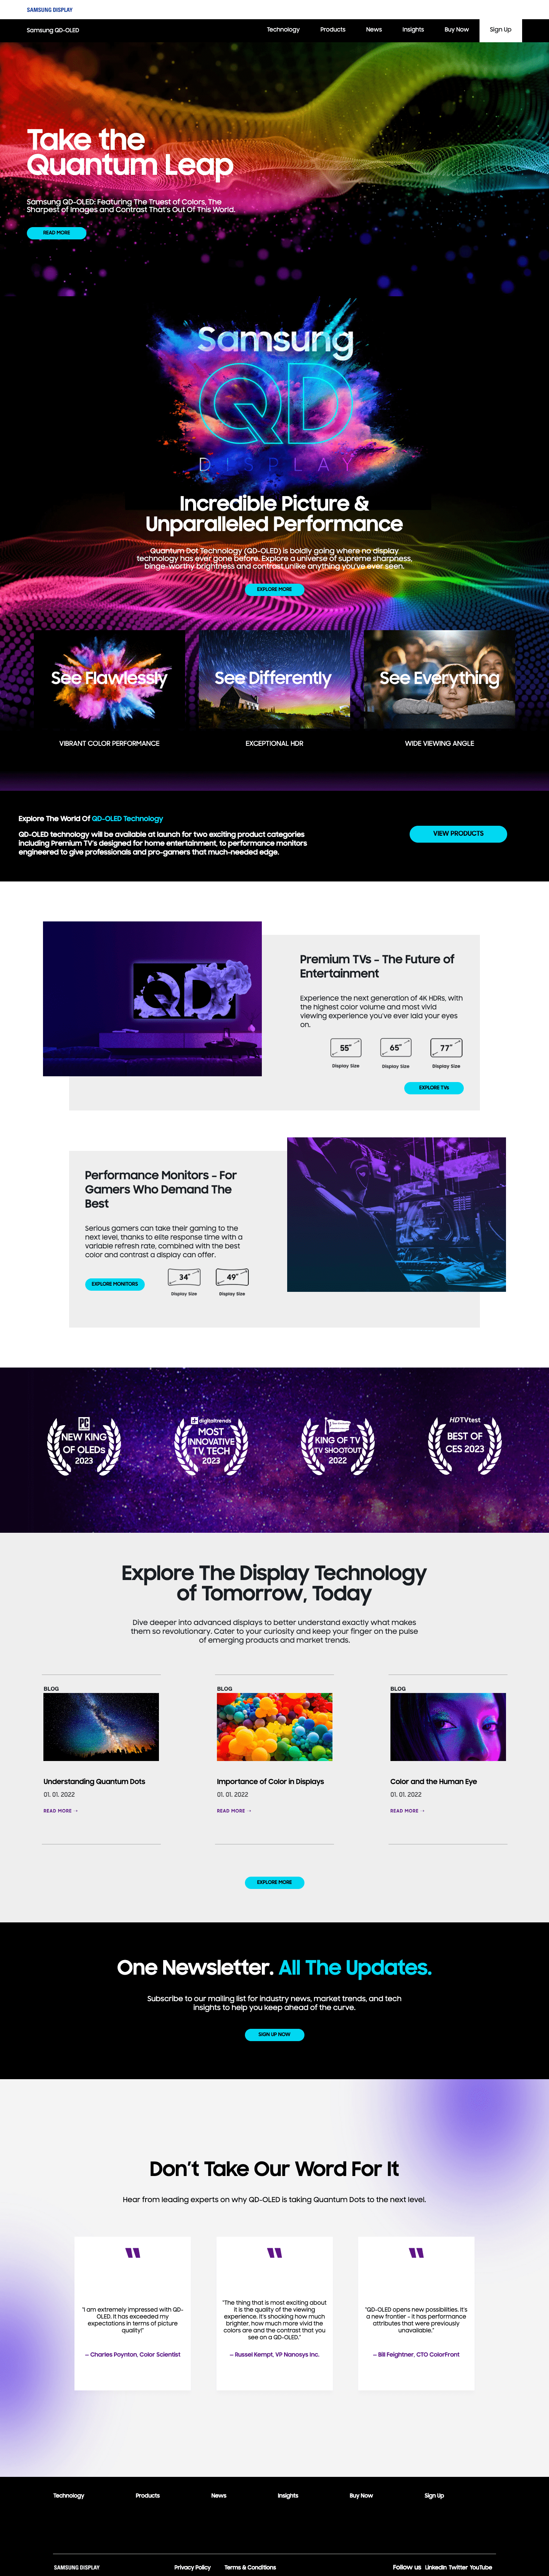 SAMSUNG DISPLAY
Samsung QD-OLED
Technology
Products
News
Insights
Buy Now
Sign Up
Take the
Quantum Leap
Samsung QD-OLED: Featuring The Truest of Colors, The
Sharpest of Images and Contrast That's Out Of This World.
READ MORE
Samsung
QD
DISPLAY
Incredible Picture &
Unparalleled Performance
Quantum Dot Technology (QD-OLED) is boldly going where no display
technology has ever gone before. Explore a universe of supreme sharpness,
binge-worthy brightness and contrast unlike anything you've ever seen.
EXPLORE MORE
See Flawlessly
See Differently
See Everything
VIBRANT COLOR PERFORMANCE
EXCEPTIONAL HDR
WIDE VIEWING ANGLE
Explore The World Of QD-OLED Technology
QD-OLED technology will be available at launch for two exciting product categories
including Premium TV's designed for home entertainment, to performance monitors
engineered to give professionals and pro-gamers that much-needed edge.
VIEW PRODUCTS
QD
Premium TVs – The Future of
Entertainment
Experience the next generation of 4K HDRs, with
the highest color volume and most vivid
viewing experience you've ever laid your eyes
on.
55"
65"
77"
Display Size
Display Size
Display Size
EXPLORE TVs
Performance Monitors – For
Gamers Who Demand The
Best
Serious gamers can take their gaming to the
next level, thanks to elite response time with a
variable refresh rate, combined with the best
color and contrast a display can offer.
EXPLORE MONITORS
34"
49"
Display Size
Display Size
PC
NEW KING
OF OLEDs
2023
digitaltrends
MOST
INNOVATIVE
TV TECH
2023
KING OF TV
TV SHOOTOUT
2022
HDTVtest
BEST OF
CES 2023
Explore The Display Technology
of Tomorrow, Today
Dive deeper into advanced displays to better understand exactly what makes
them so revolutionary. Cater to your curiosity and keep your finger on the pulse
of emerging products and market trends.
BLOG
Understanding Quantum Dots
01. 01. 2022
READ MORE →
BLOG
Importance of Color in Displays
01. 01. 2022
READ MORE →
BLOG
Color and the Human Eye
01. 01. 2022
READ MORE →
EXPLORE MORE
One Newsletter. All The Updates.
Subscribe to our mailing list for industry news, market trends, and tech
insights to help you keep ahead of the curve.
SIGN UP NOW
Don't Take Our Word For It
Hear from leading experts on why QD-OLED is taking Quantum Dots to the next level.
"I am extremely impressed with QD-
OLED. It has exceeded my
expectations in terms of picture
quality!"
– Charles Poynton, Color Scientist
"The thing that is most exciting about
it is the quality of the viewing
experience. It's shocking how much
brighter, how much more vivid the
colors are and the contrast that you
see on a QD-OLED."
– Russel Kempt, VP Nanosys Inc.
"QD-OLED opens new possibilities. It's
a new frontier – it has performance
attributes that were previously
unavailable."
– Bill Feightner, CTO ColorFront
Technology
Products
News
Insights
Buy Now
Sign Up
SAMSUNG DISPLAY
Privacy Policy
Terms & Conditions
Follow us LinkedIn Twitter YouTube